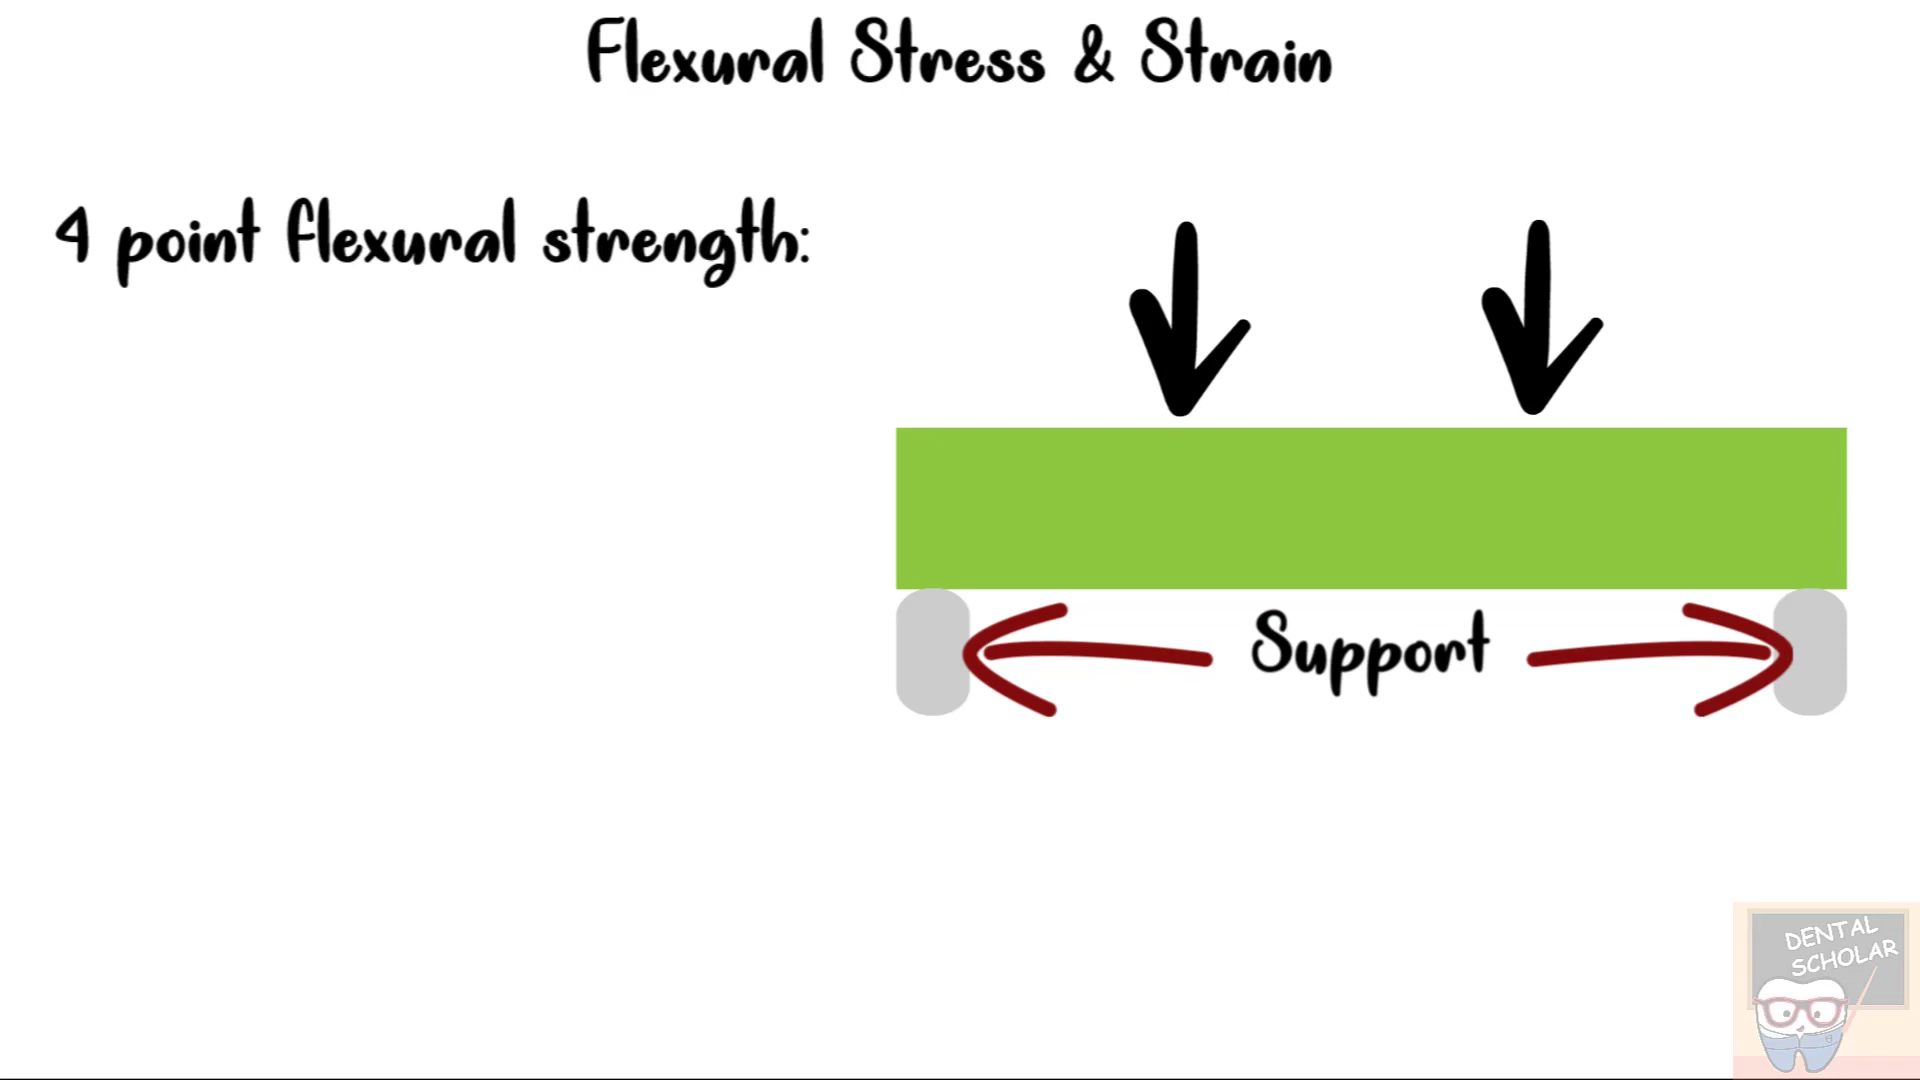 Flexural Stress & Strain
4 point flexural strength:
Support
DENTAL
SCHOLAR